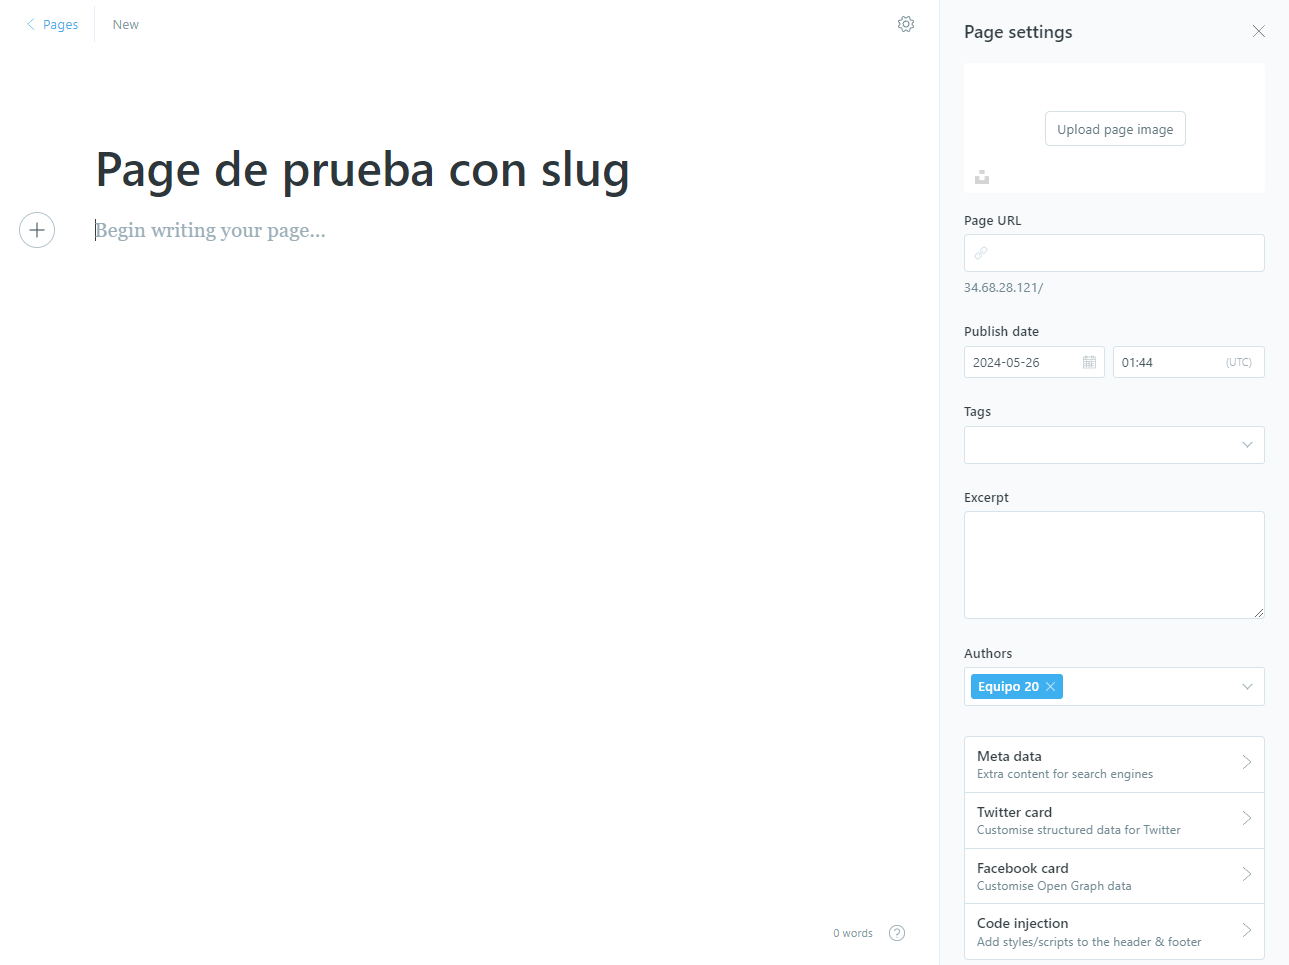 Pages
New
Page de prueba con slug
Begin writing your page...
0 words
?
Page settings
Upload page image
Page URL
34.68.28.121/
Publish date
2024-05-26
01:44 (UTC)
Tags
Excerpt
Authors
Equipo 20
Meta data
Extra content for search engines
Twitter card
Customise structured data for Twitter
Facebook card
Customise Open Graph data
Code injection
Add styles/scripts to the header & footer